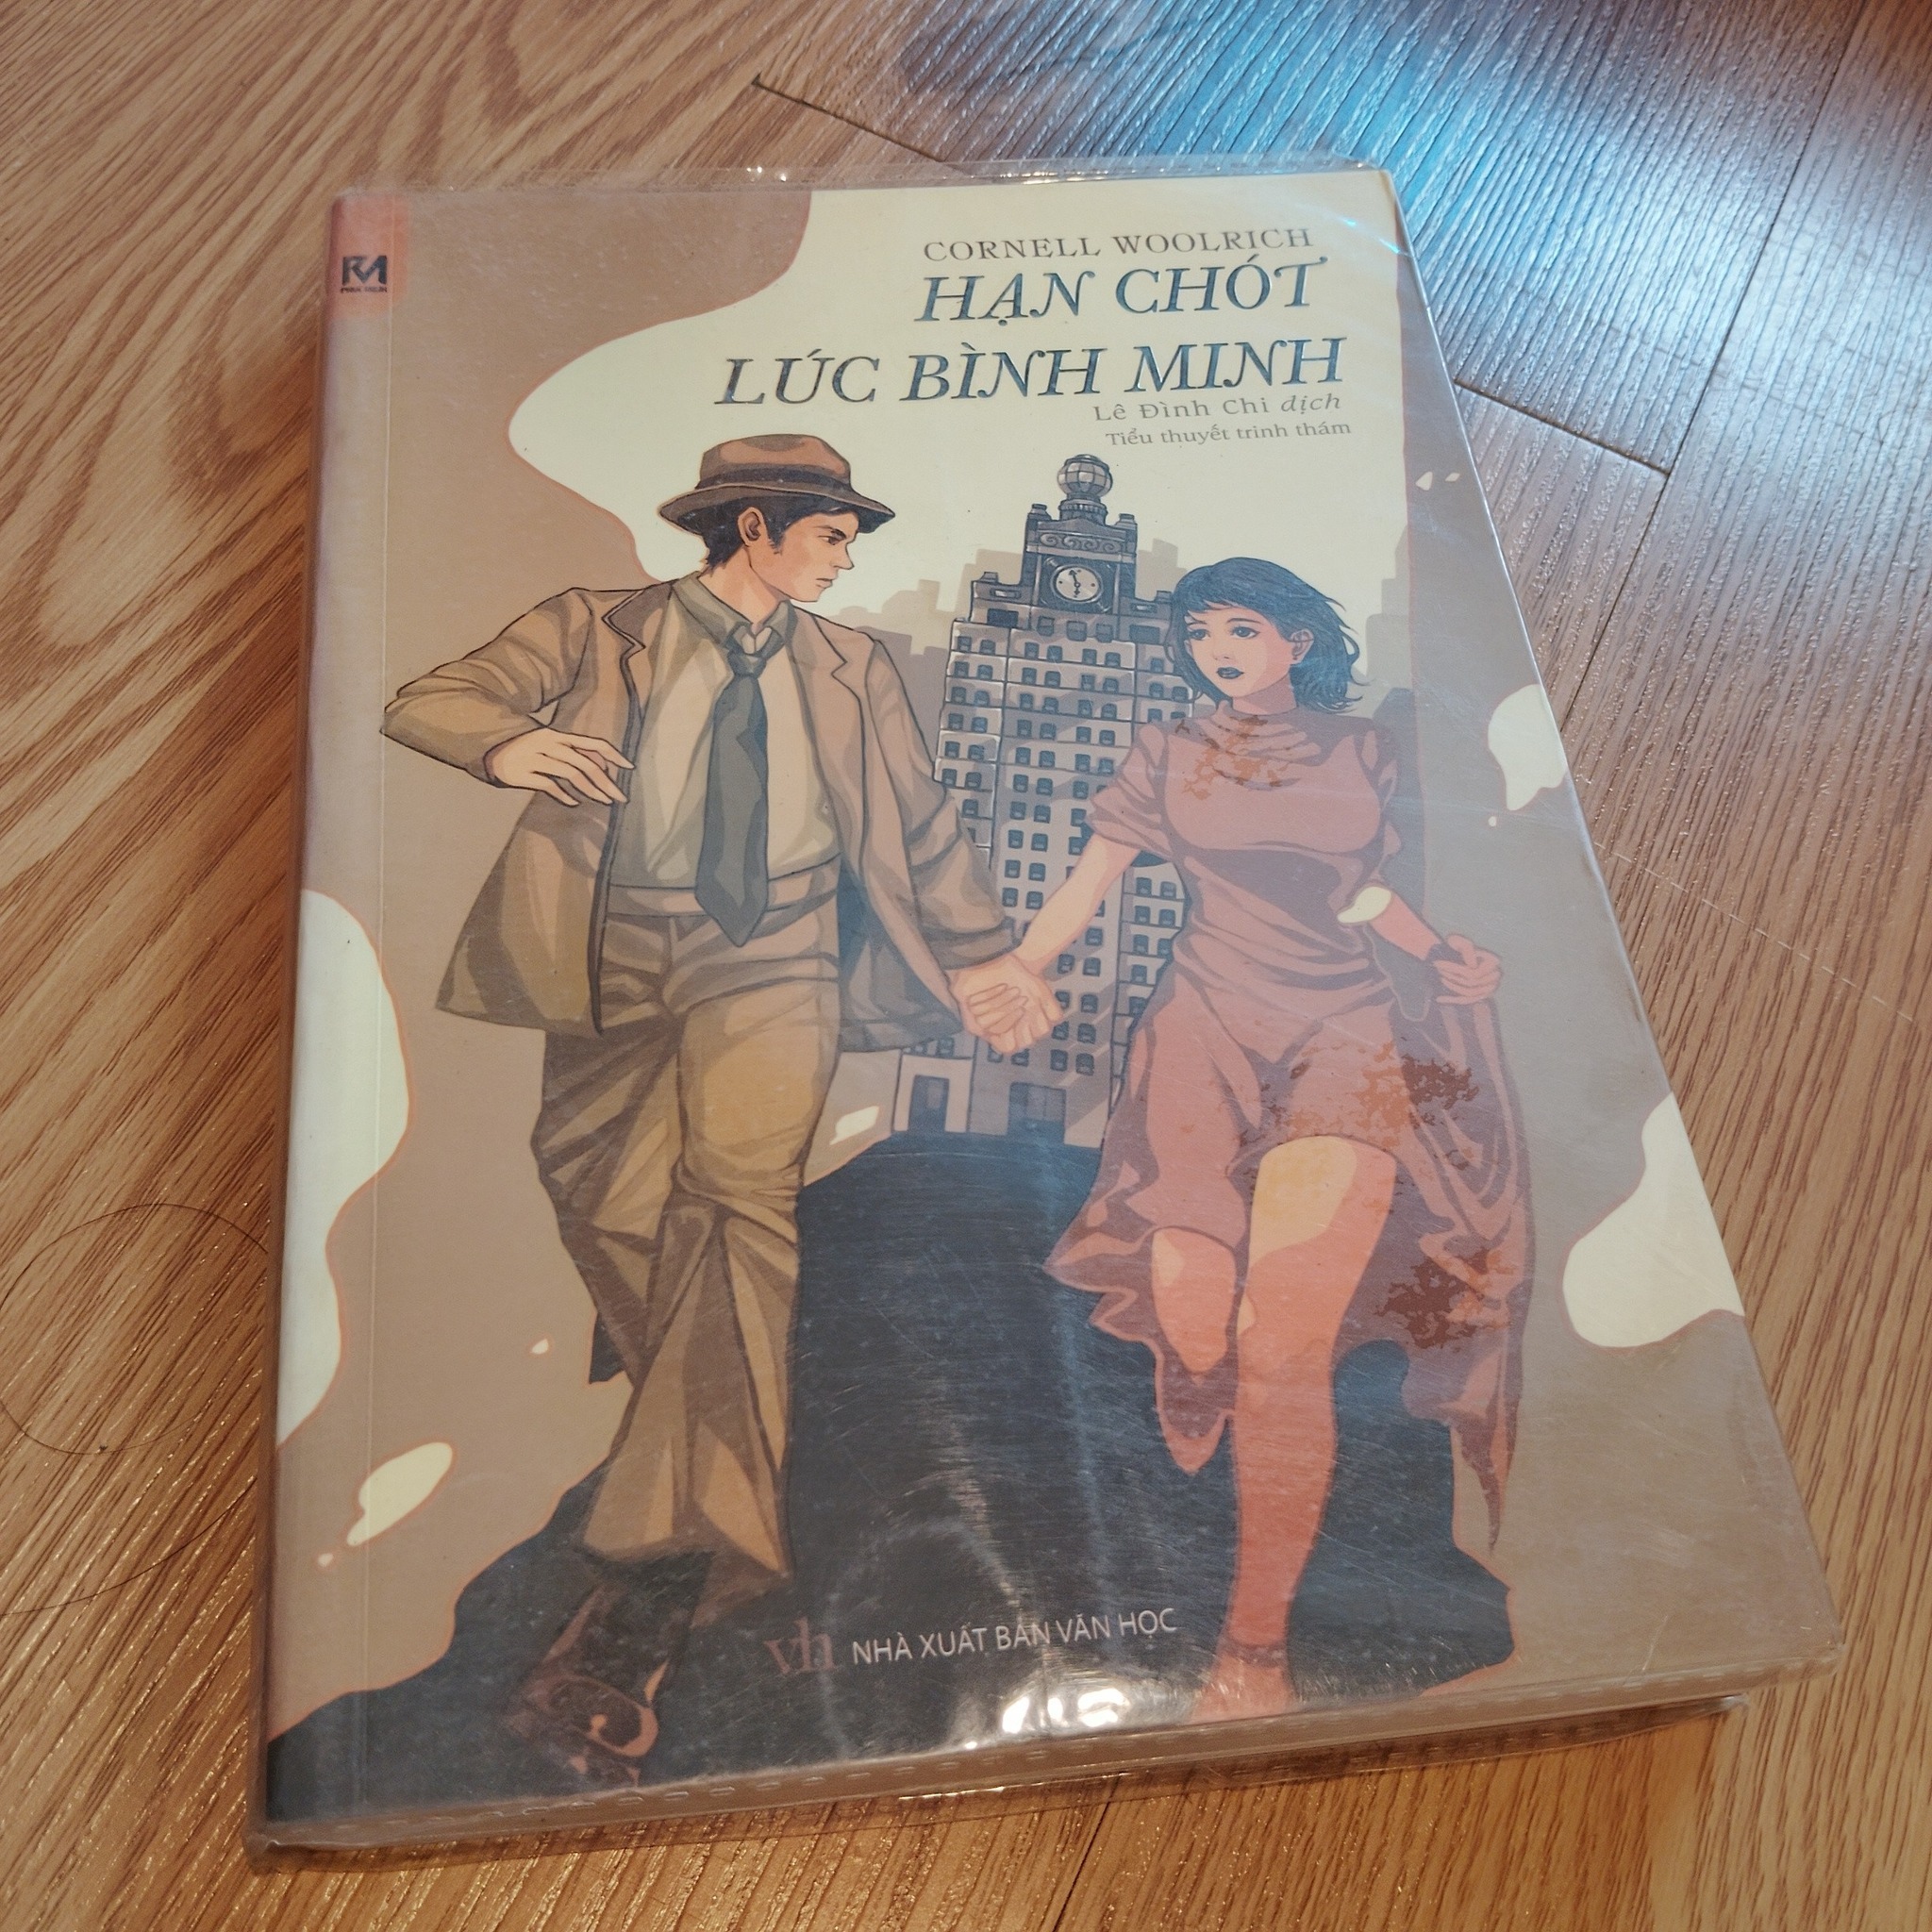 CORNELL WOOLRICH
HẠN CHÓT
LÚC BÌNH MINH
Lê Đình Chi dịch
Tiểu thuyết trinh thám
vh NHÀ XUẤT BẢN VĂN HỌC